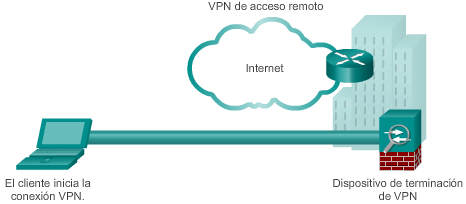 VPN de acceso remoto
Internet
El cliente inicia la
conexión VPN.
Dispositivo de terminación
de VPN